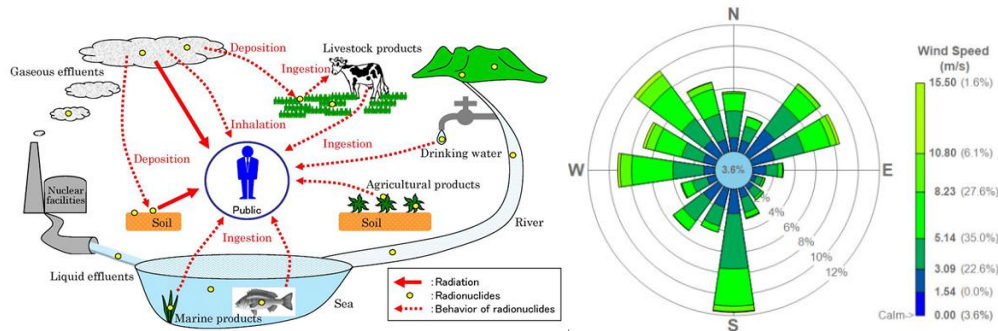 Gaseous effluents
Deposition
Livestock products
Ingestion
Inhalation
Ingestion
Drinking water
Deposition
Nuclear
facilities
Public
Agricultural products
Soil
Soil
River
Ingestion
Liquid effluents
Sea
Marine products
: Radiation
: Radionuclides
: Behavior of radionuclides
N
W
E
S
3.6%
2%
4%
6%
8%
10%
12%
Wind Speed
(m/s)
15.50 (1.6%)
10.80 (6.1%)
8.23 (27.6%)
5.14 (35.0%)
3.09 (22.6%)
1.54 (0.0%)
Calm-> 0.00 (3.6%)